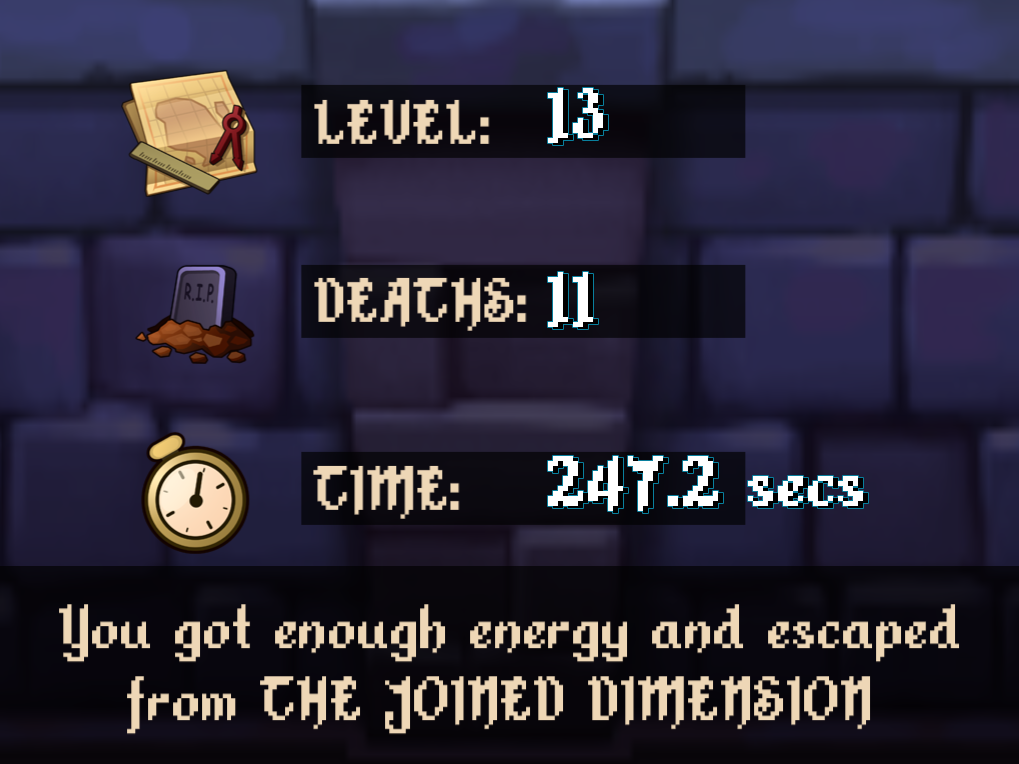 LEVEL: 13
R.I.P.
DEATHS: 11
TIME: 247.2 secs
You got enough energy and escaped
from THE JOINED DIMENSION